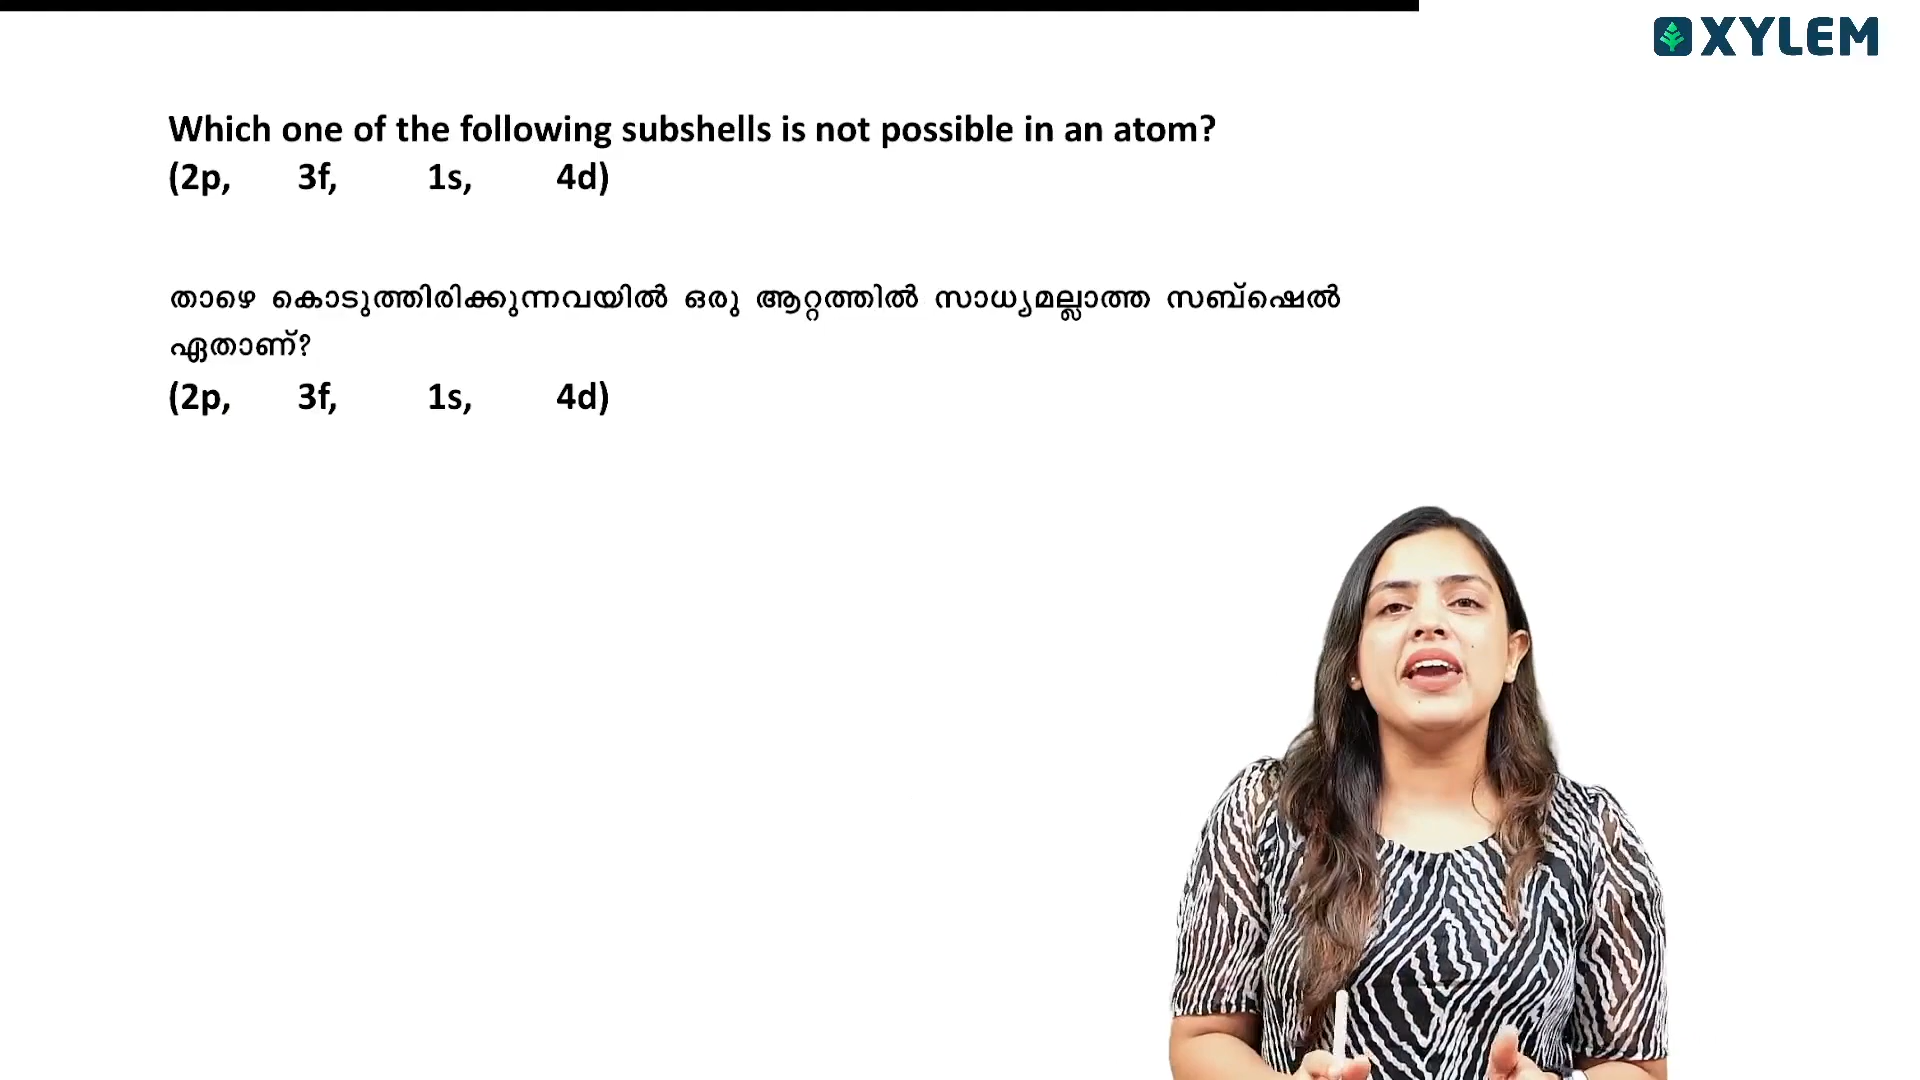 XYLEM
Which one of the following subshells is not possible in an atom?
(2p, 3f, 1s, 4d)
താഴെ കൊടുത്തിരിക്കുന്നവയിൽ ഒരു ആറ്റത്തിൽ സാധ്യമല്ലാത്ത സബ്ഷെൽ
ഏതാണ്?
(2p, 3f, 1s, 4d)